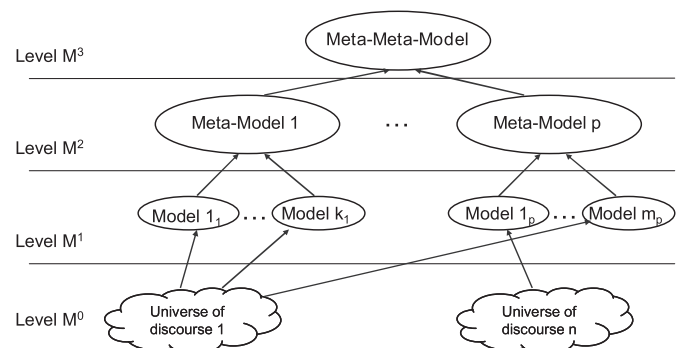 Meta-Meta-Model
Level M³
Meta-Model 1
...
Meta-Model p
Level M²
Model 1₁
...
Model k₁
Model 1ₚ
...
Model mₚ
Level M¹
Universe of
discourse 1
Universe of
discourse n
Level M⁰